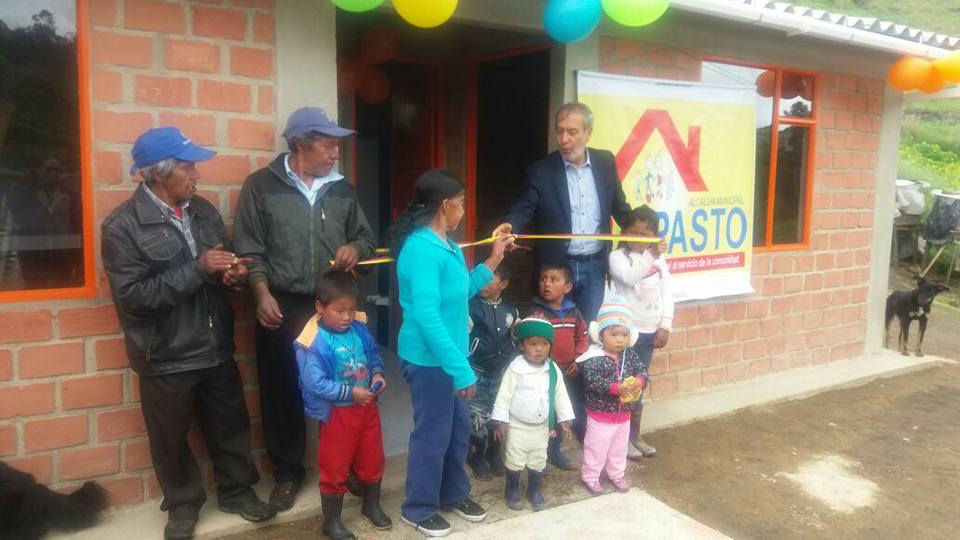 ALCALDÍA MUNICIPAL
PASTO
al servicio de la comunidad